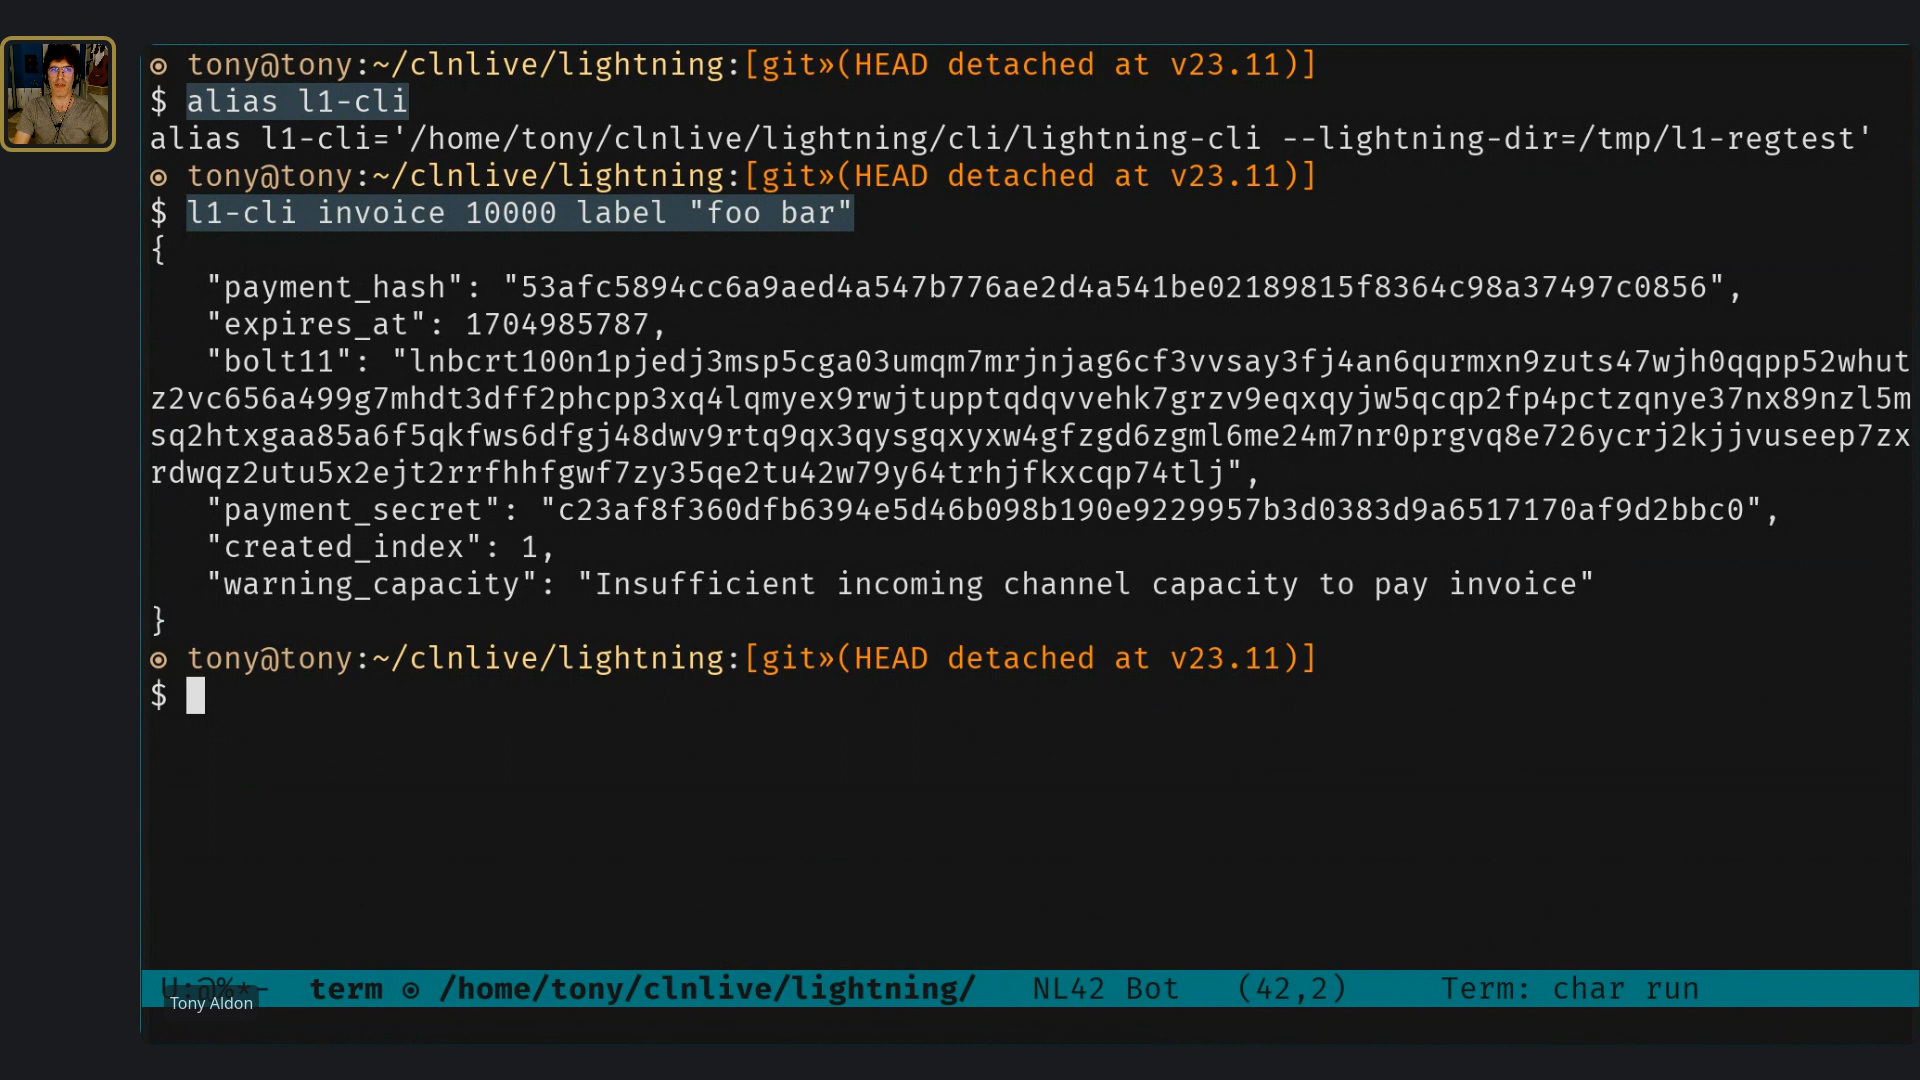 ⊙ tony@tony:~/clnlive/lightning:[git»(HEAD detached at v23.11)]
$ alias l1-cli
alias l1-cli='/home/tony/clnlive/lightning/cli/lightning-cli --lightning-dir=/tmp/l1-regtest'
⊙ tony@tony:~/clnlive/lightning:[git»(HEAD detached at v23.11)]
$ l1-cli invoice 10000 label "foo bar"
{
   "payment_hash": "53afc5894cc6a9aed4a547b776ae2d4a541be02189815f8364c98a37497c0856",
   "expires_at": 1704985787,
   "bolt11": "lnbcrt100n1pjedj3msp5cga03umqm7mrjnjag6cf3vvsay3fj4an6qurmxn9zuts47wjh0qqpp52whut
z2vc656a499g7mhdt3dff2phcpp3xq4lqmyex9rwjtupptqdqvvehk7grzv9eqxqyjw5qcqp2fp4pctzqnye37nx89nzl5m
sq2htxgaa85a6f5qkfws6dfgj48dwv9rtq9qx3qysgqxyxw4gfzgd6zgml6me24m7nr0prgvq8e726ycrj2kjjvuseep7zx
rdwqz2utu5x2ejt2rrfhhfgwf7zy35qe2tu42w79y64trhjfkxcqp74tlj",
   "payment_secret": "c23af8f360dfb6394e5d46b098b190e9229957b3d0383d9a6517170af9d2bbc0",
   "created_index": 1,
   "warning_capacity": "Insufficient incoming channel capacity to pay invoice"
}
⊙ tony@tony:~/clnlive/lightning:[git»(HEAD detached at v23.11)]
$
U:@%*- term ⊙ /home/tony/clnlive/lightning/ NL42 Bot (42,2) Term: char run
Tony Aldon